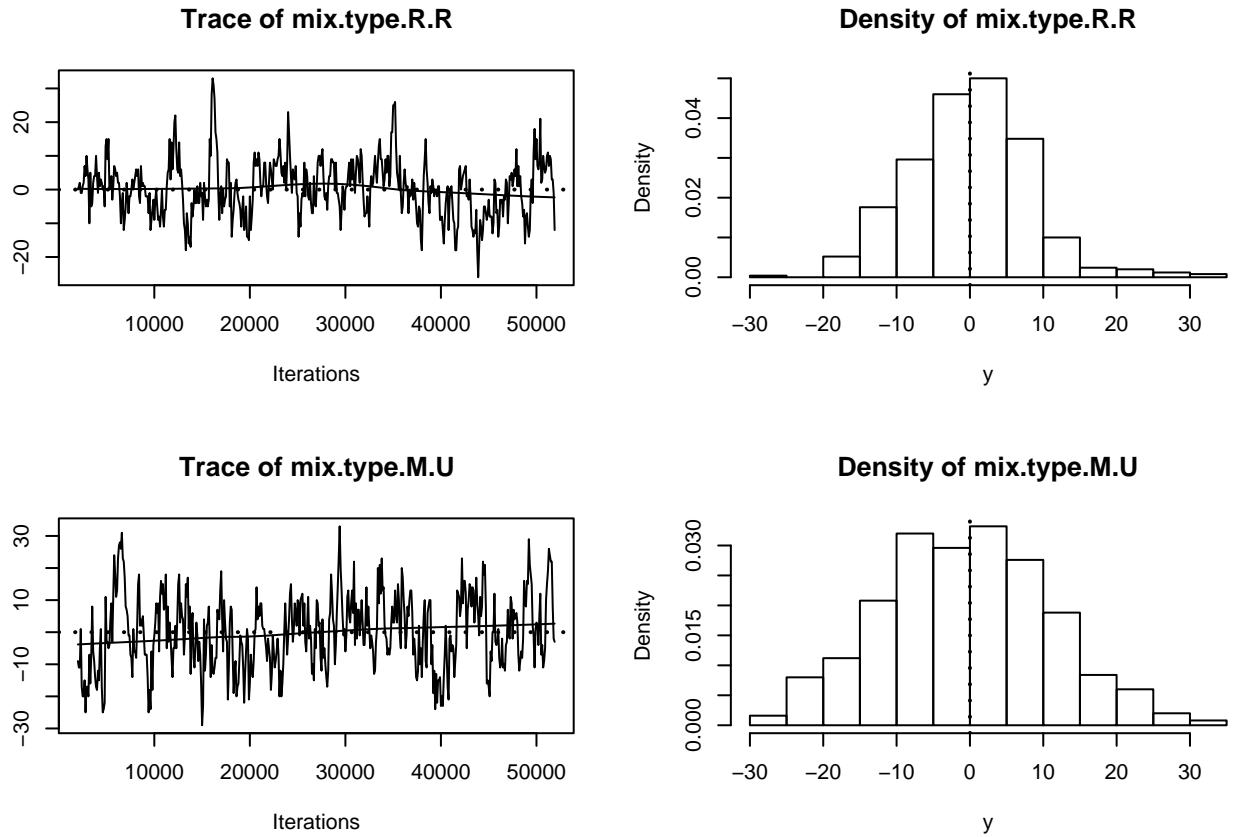 Trace of mix.type.R.R
20
0
−20
10000 20000 30000 40000 50000
Iterations
Density of mix.type.R.R
Density
0.04
0.02
0.00
−30 −20 −10 0 10 20 30
y
Trace of mix.type.M.U
30
10
−10
−30
10000 20000 30000 40000 50000
Iterations
Density of mix.type.M.U
Density
0.030
0.015
0.000
−30 −20 −10 0 10 20 30
y